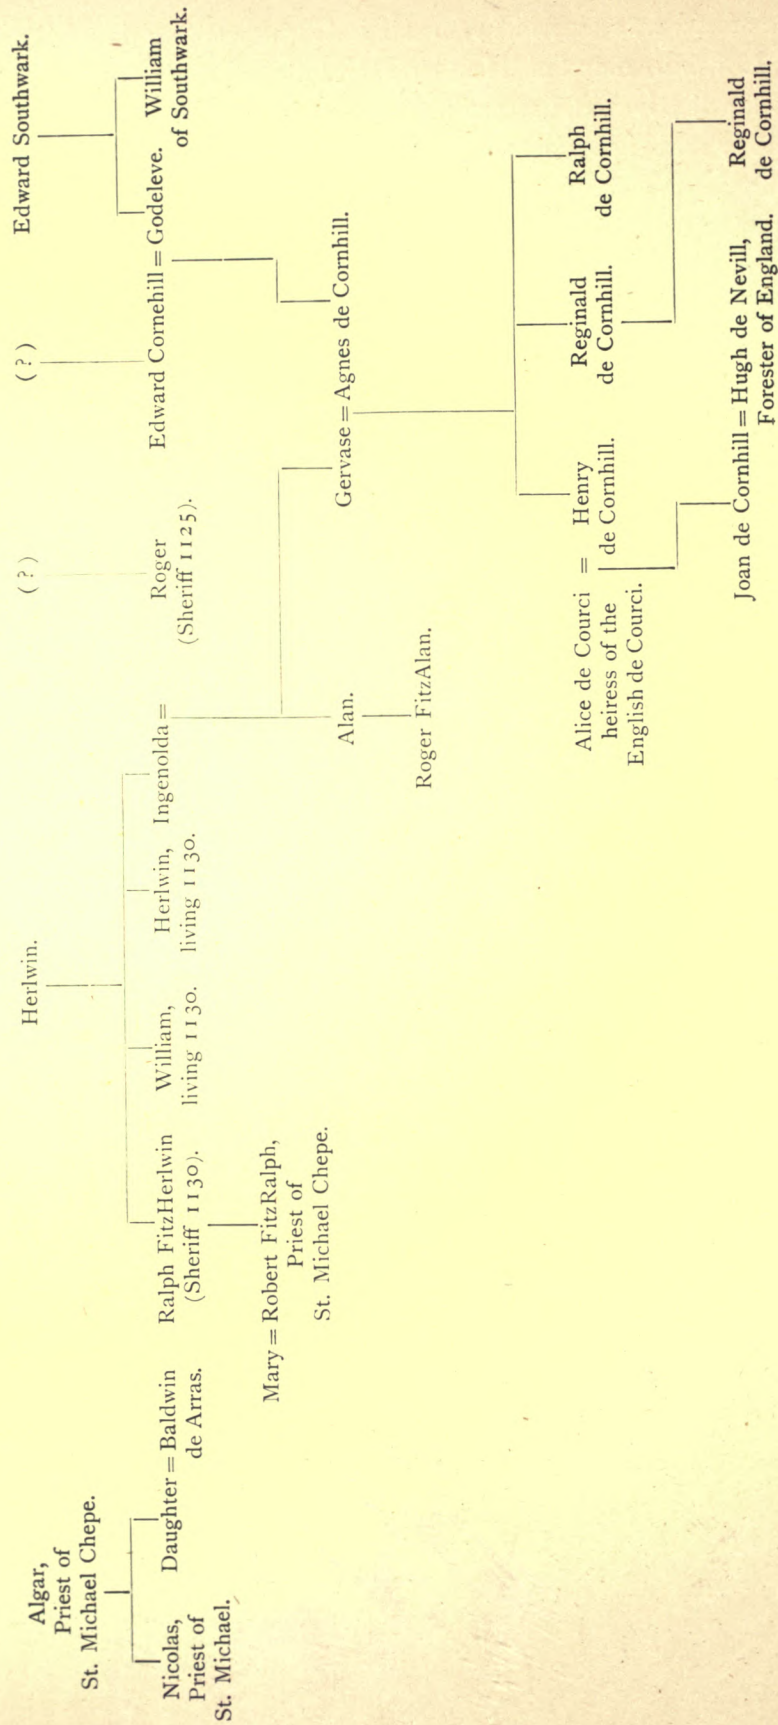 Algar,
Priest of
St. Michael Chepe.
Herlwin.
(?)
(?)
Edward Southwark.
Nicolas,
Priest of
St. Michael.
Daughter = Baldwin
de Arras.
Ralph FitzHerlwin
(Sheriff 1130).
William,
living 1130.
Herlwin,
living 1130.
Ingenolda =
Roger
(Sheriff 1125).
Edward Cornehill = Godeleve.
William
of Southwark.
Mary = Robert FitzRalph,
Priest of
St. Michael Chepe.
Alan.
Gervase = Agnes de Cornhill.
Roger FitzAlan.
Alice de Courci =
heiress of the
English de Courci.
Henry
de Cornhill.
Reginald
de Cornhill.
Ralph
de Cornhill.
Joan de Cornhill = Hugh de Nevill,
Forester of England.
Reginald
de Cornhill.